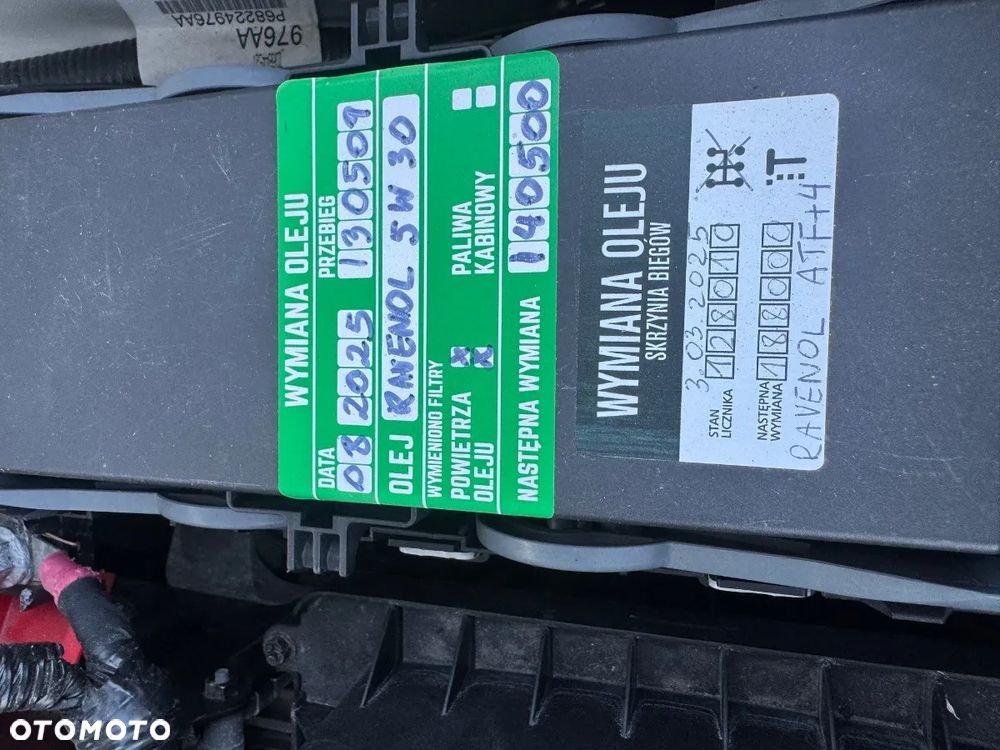 976AA
P68224976AA
WYMIANA OLEJU
DATA PRZEBIEG
08 2025 130501
OLEJ RAVENOL 5W30
WYMIENIONO FILTRY
POWIETRZA x PALIWA
OLEJU x KABINOWY
NASTĘPNA WYMIANA 140500
WYMIANA OLEJU
SKRZYNIA BIEGÓW
3.03.2025
STAN
LICZNIKA 128010
NASTĘPNA
WYMIANA 188000
RAVENOL ATF+4
OTOMOTO